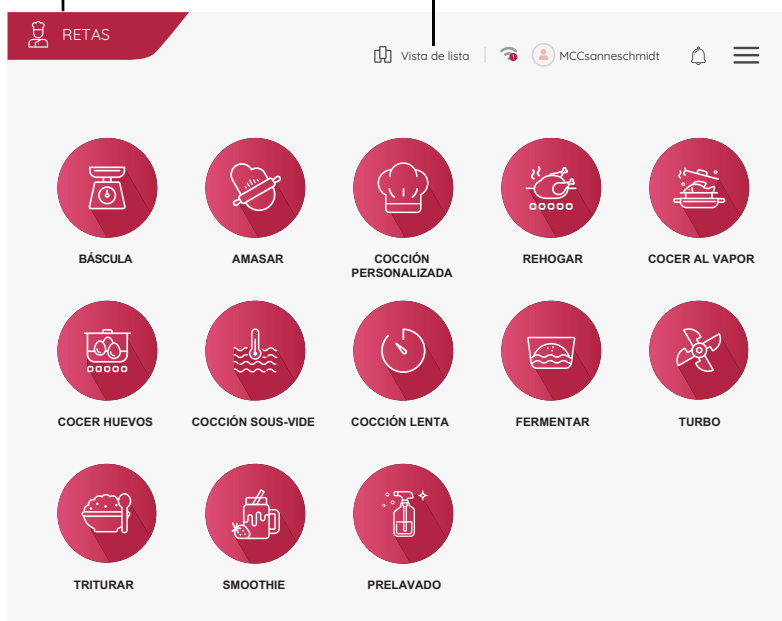 RETAS
Vista de lista
MCCsanneschmidt
BÁSCULA
AMASAR
COCCIÓN
PERSONALIZADA
REHOGAR
COCER AL VAPOR
COCER HUEVOS
COCCIÓN SOUS-VIDE
COCCIÓN LENTA
FERMENTAR
TURBO
TRITURAR
SMOOTHIE
PRELAVADO